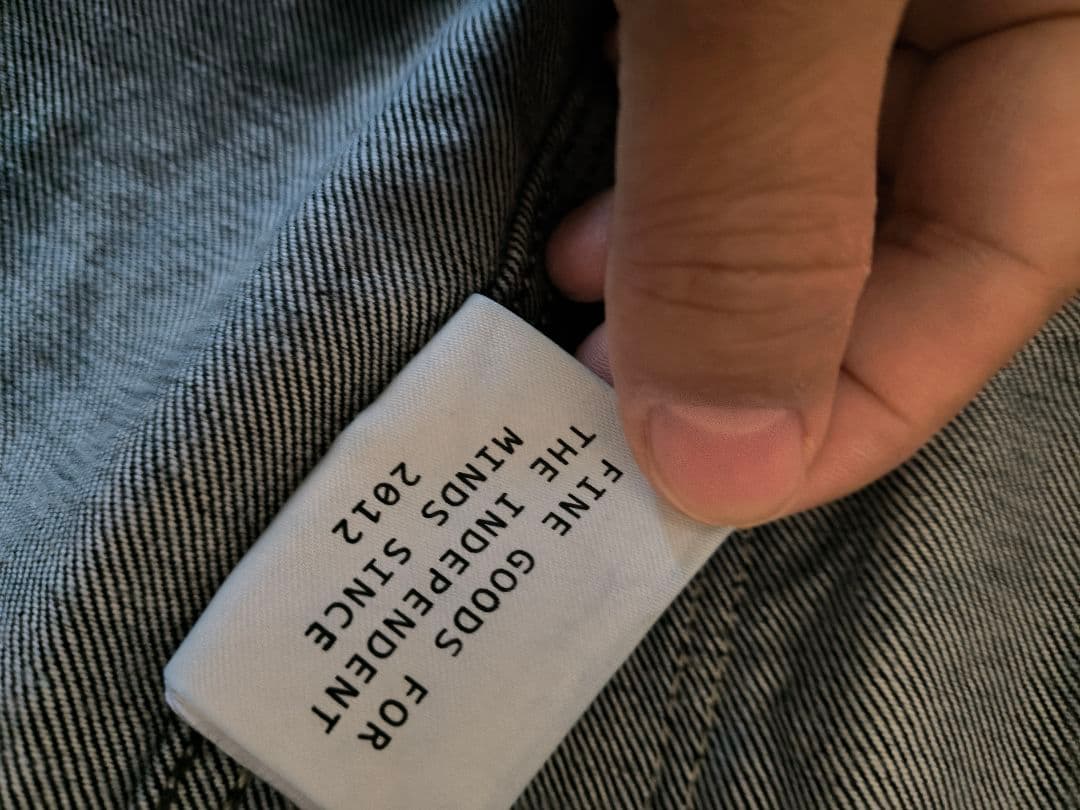 FINE GOODS FOR
THE INDEPENDENT
MINDS SINCE
2012